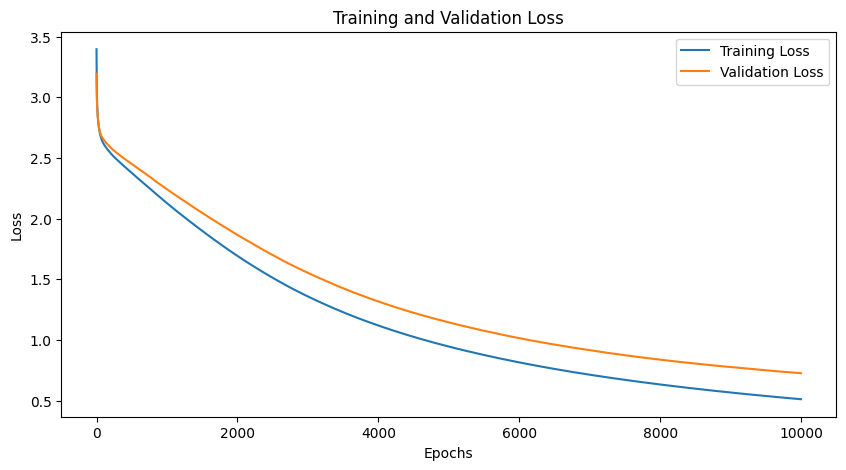 Training and Validation Loss
Training Loss
Validation Loss
3.5
3.0
2.5
2.0
1.5
1.0
0.5
Loss
0
2000
4000
6000
8000
10000
Epochs